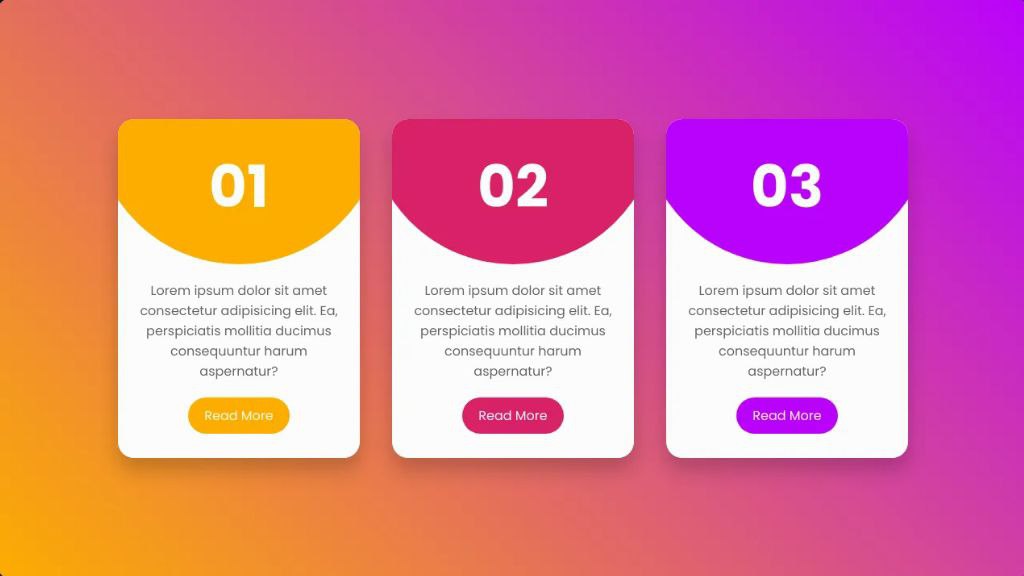 01
Lorem ipsum dolor sit amet
consectetur adipisicing elit. Ea,
perspiciatis mollitia ducimus
consequuntur harum
aspernatur?
Read More
02
Lorem ipsum dolor sit amet
consectetur adipisicing elit. Ea,
perspiciatis mollitia ducimus
consequuntur harum
aspernatur?
Read More
03
Lorem ipsum dolor sit amet
consectetur adipisicing elit. Ea,
perspiciatis mollitia ducimus
consequuntur harum
aspernatur?
Read More